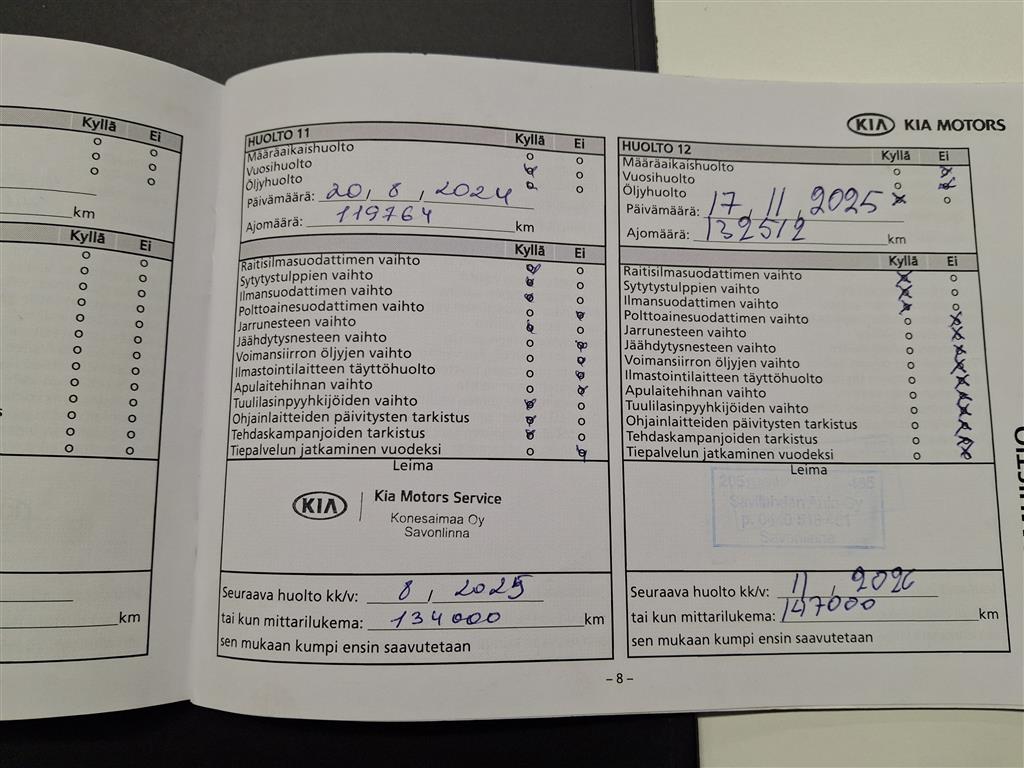 Kyllä Ei
km
Kyllä Ei
km
HUOLTO 11 Kyllä Ei
Määräaikaishuolto
Vuosihuolto
Öljyhuolto
Päivämäärä: 20, 8, 2024
Ajomäärä: 119764 km
Kyllä Ei
Raitisilmasuodattimen vaihto
Sytytystulppien vaihto
Ilmansuodattimen vaihto
Polttoainesuodattimen vaihto
Jarrunesteen vaihto
Jäähdytysnesteen vaihto
Voimansiirron öljyjen vaihto
Ilmastointilaitteen täyttöhuolto
Apulaitehihnan vaihto
Tuulilasinpyyhkijöiden vaihto
Ohjainlaitteiden päivitysten tarkistus
Tehdaskampanjoiden tarkistus
Tiepalvelun jatkaminen vuodeksi
Leima
KIA Kia Motors Service
Konesaimaa Oy
Savonlinna
Seuraava huolto kk/v: 8, 2025
tai kun mittarilukema: 134000 km
sen mukaan kumpi ensin saavutetaan
KIA KIA MOTORS
HUOLTO 12 Kyllä Ei
Määräaikaishuolto
Vuosihuolto
Öljyhuolto
Päivämäärä: 17, 11, 2025
Ajomäärä: 132512 km
Kyllä Ei
Raitisilmasuodattimen vaihto
Sytytystulppien vaihto
Ilmansuodattimen vaihto
Polttoainesuodattimen vaihto
Jarrunesteen vaihto
Jäähdytysnesteen vaihto
Voimansiirron öljyjen vaihto
Ilmastointilaitteen täyttöhuolto
Apulaitehihnan vaihto
Tuulilasinpyyhkijöiden vaihto
Ohjainlaitteiden päivitysten tarkistus
Tehdaskampanjoiden tarkistus
Tiepalvelun jatkaminen vuodeksi
Leima
Savonlinna
Seuraava huolto kk/v: 11, 2026
tai kun mittarilukema: 147000 km
sen mukaan kumpi ensin saavutetaan
– 8 –